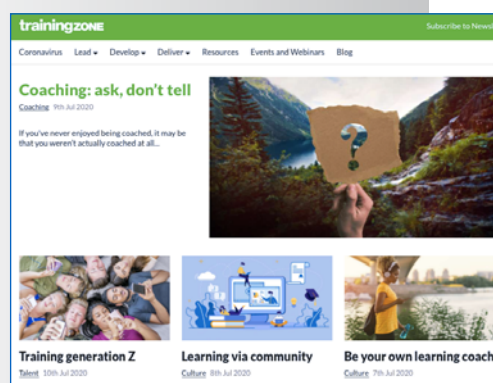 trainingZONE
Subscribe to Newsl
Coronavirus Lead Develop Deliver Resources Events and Webinars Blog
Coaching: ask, don't tell
Coaching 9th Jul 2020
If you've never enjoyed being coached, it may be
that you weren't actually coached at all...
?
Training generation Z
Talent 10th Jul 2020
Learning via community
Culture 8th Jul 2020
Be your own learning coach
Culture 7th Jul 2020